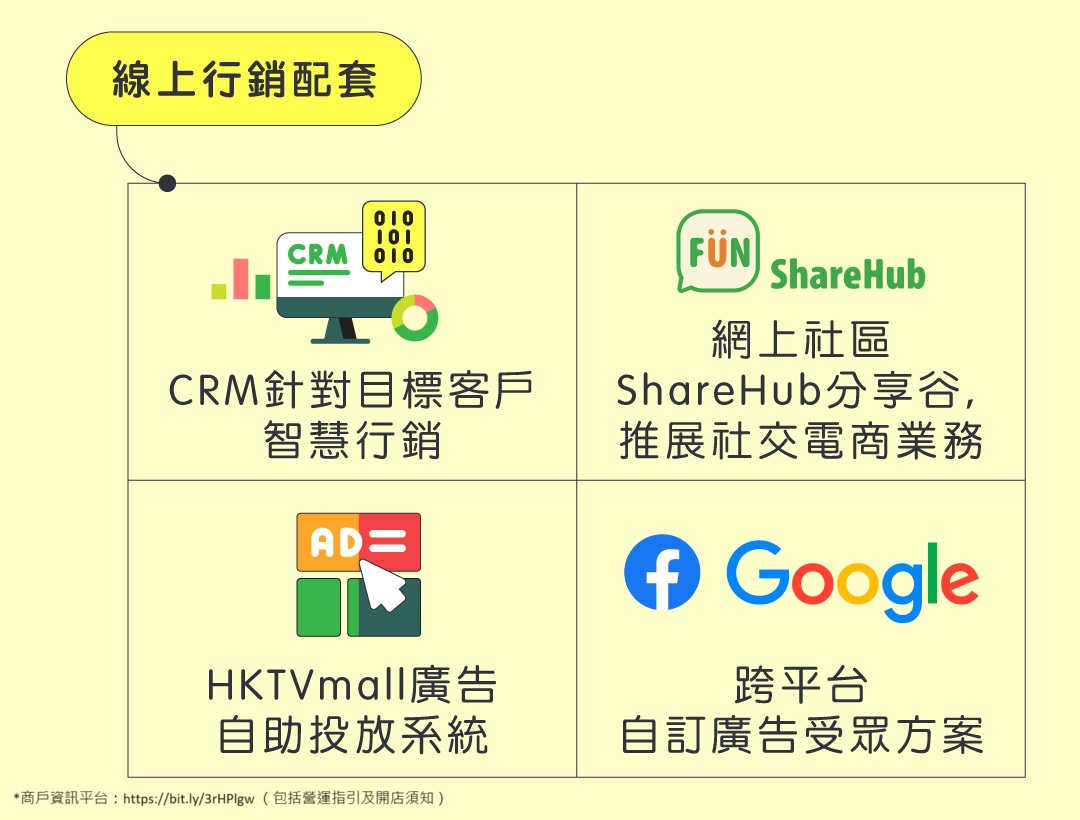 線上行銷配套
CRM
010
101
010
CRM針對目標客戶
智慧行銷
FÜN
ShareHub
網上社區
ShareHub分享谷,
推展社交電商業務
AD
HKTVmall廣告
自助投放系統
f Google
跨平台
自訂廣告受眾方案
*商戶資訊平台：https://bit.ly/3rHPlgw （包括營運指引及開店須知）